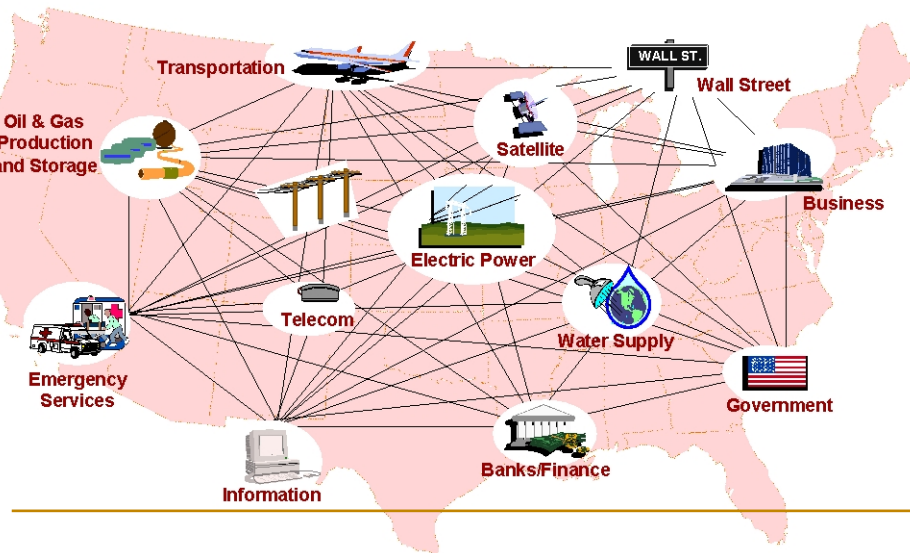 WALL ST.
Transportation
Wall Street
Oil & Gas
Production
and Storage
Satellite
Business
Electric Power
Telecom
Water Supply
Emergency
Services
Government
Banks/Finance
Information